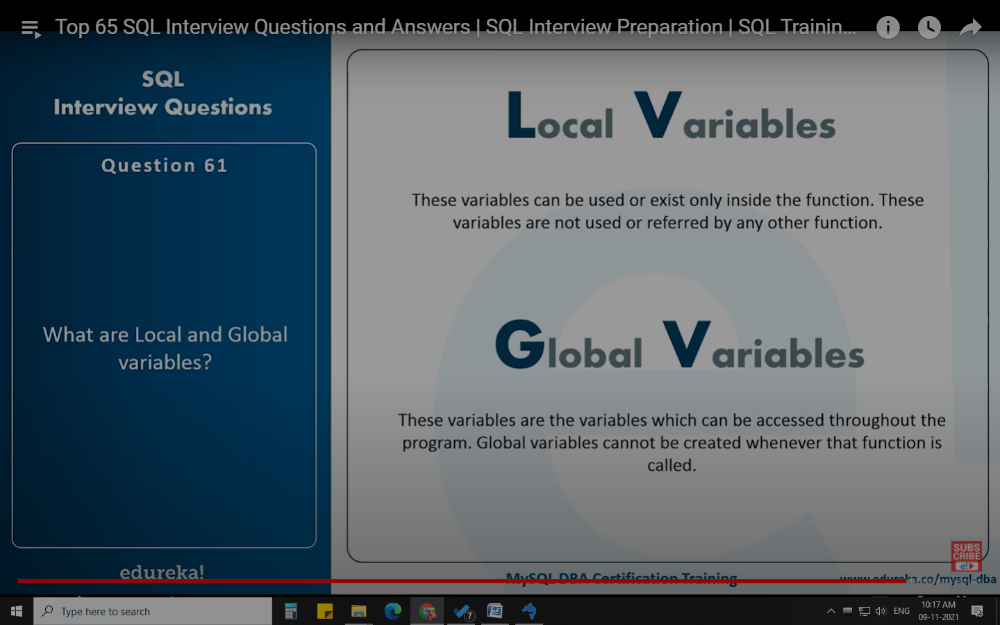 Top 65 SQL Interview Questions and Answers | SQL Interview Preparation | SQL Trainin...
SQL
Interview Questions
Question 61
What are Local and Global
variables?
edureka!
Local Variables
These variables can be used or exist only inside the function. These
variables are not used or referred by any other function.
Global Variables
These variables are the variables which can be accessed throughout the
program. Global variables cannot be created whenever that function is
called.
SUBS
CRIBE
e!
MySQL DBA Certification Training
www.edureka.co/mysql-dba
Type here to search
7
ENG
10:17 AM
09-11-2021